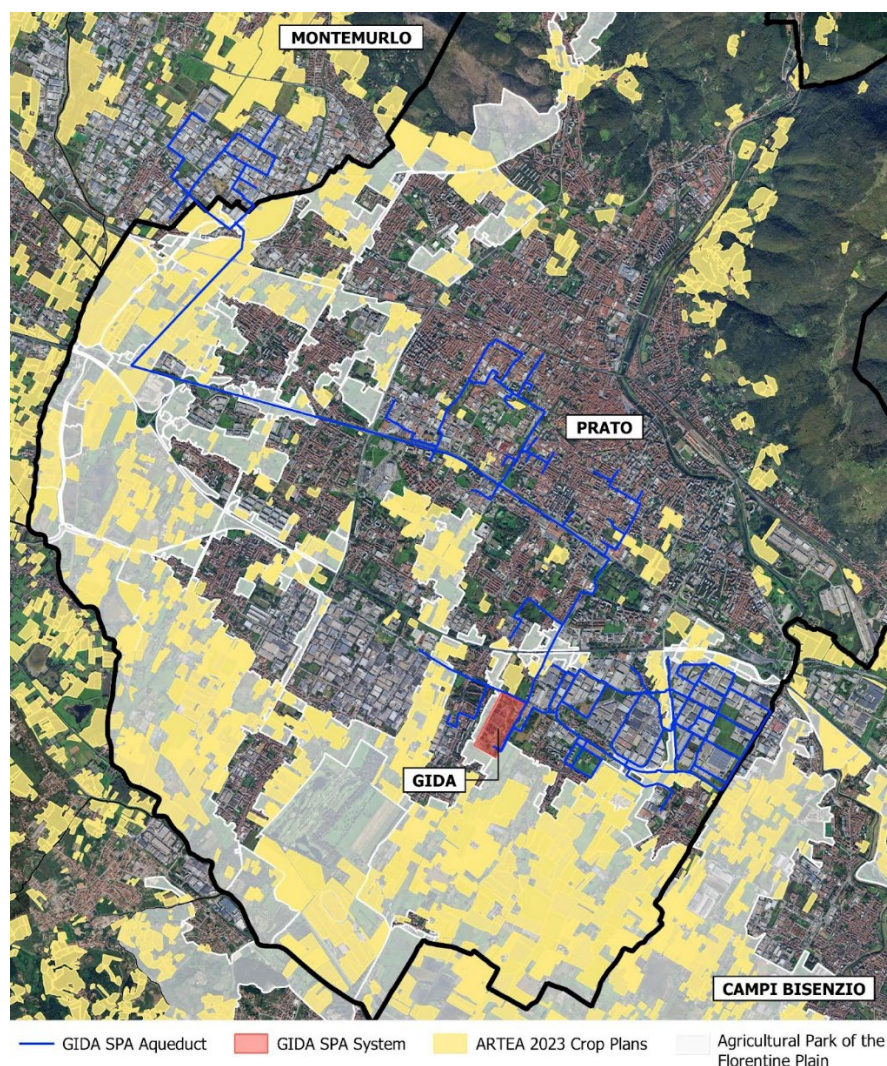 MONTEMURLO
PRATO
GIDA
CAMPI BISENZIO
GIDA SPA Aqueduct
GIDA SPA System
ARTEA 2023 Crop Plans
Agricultural Park of the
Florentine Plain